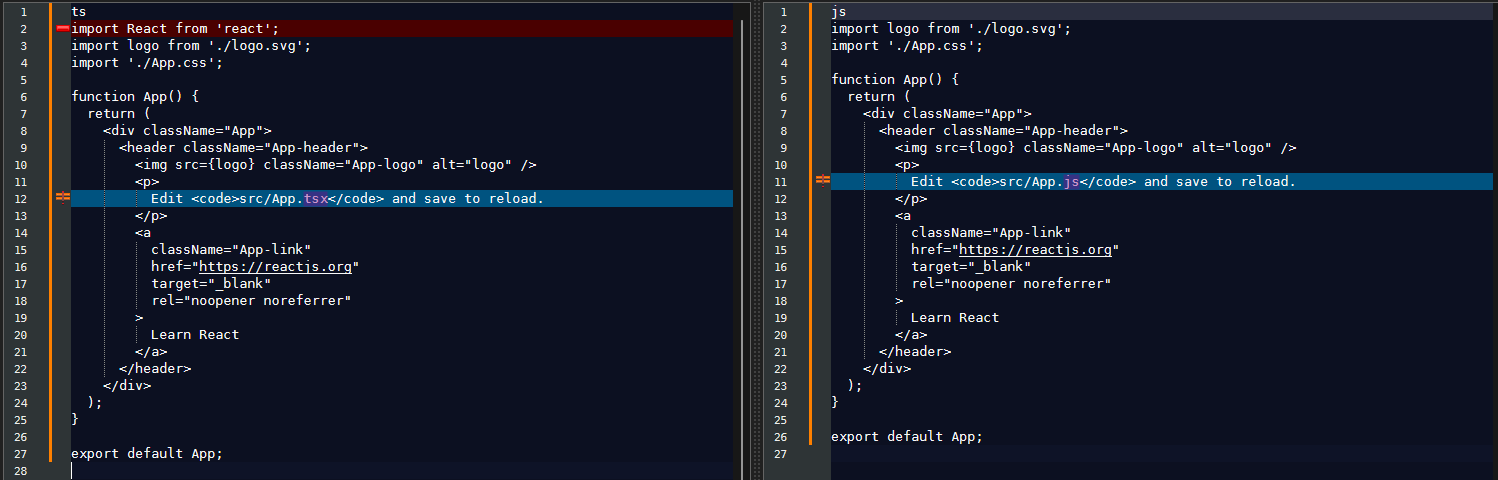 1 ts
2 import React from 'react';
3 import logo from './logo.svg';
4 import './App.css';
5
6 function App() {
7   return (
8     <div className="App">
9       <header className="App-header">
10         <img src={logo} className="App-logo" alt="logo" />
11         <p>
12           Edit <code>src/App.tsx</code> and save to reload.
13         </p>
14         <a
15           className="App-link"
16           href="https://reactjs.org"
17           target="_blank"
18           rel="noopener noreferrer"
19         >
20           Learn React
21         </a>
22       </header>
23     </div>
24   );
25 }
26
27 export default App;
28
1 js
2 import logo from './logo.svg';
3 import './App.css';
4
5 function App() {
6   return (
7     <div className="App">
8       <header className="App-header">
9         <img src={logo} className="App-logo" alt="logo" />
10         <p>
11           Edit <code>src/App.js</code> and save to reload.
12         </p>
13         <a
14           className="App-link"
15           href="https://reactjs.org"
16           target="_blank"
17           rel="noopener noreferrer"
18         >
19           Learn React
20         </a>
21       </header>
22     </div>
23   );
24 }
25
26 export default App;
27